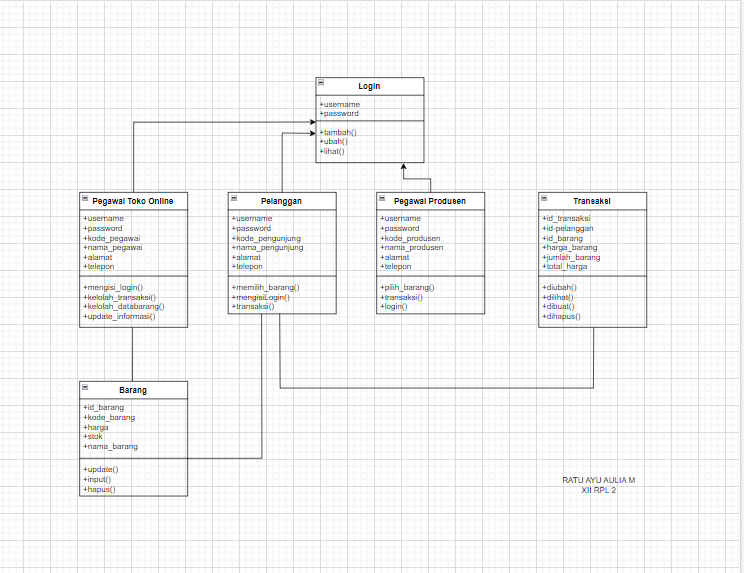 Login
+username
+password
+tambah()
+ubah()
+lihat()
Pegawai Toko Online
+username
+password
+kode_pegawai
+nama_pegawai
+alamat
+telepon
+mengisi_login()
+kelolah_transaksi()
+kelolah_databarang()
+update_informasi()
Pelanggan
+username
+password
+kode_pengunjung
+nama_pengunjung
+alamat
+telepon
+memilih_barang()
+mengisiLogin()
+transaksi()
Pegawai Produsen
+username
+password
+kode_produsen
+nama_produsen
+alamat
+telepon
+pilih_barang()
+transaksi()
+login()
Transaksi
+id_transaksi
+id-pelanggan
+id_barang
+harga_barang
+jumlah_barang
+total_harga
+diubah()
+dilihat()
+dibuat()
+dihapus()
Barang
+id_barang
+kode_barang
+harga
+stok
+nama_barang
+update()
+input()
+hapus()
RATU AYU AULIA M
XII RPL 2